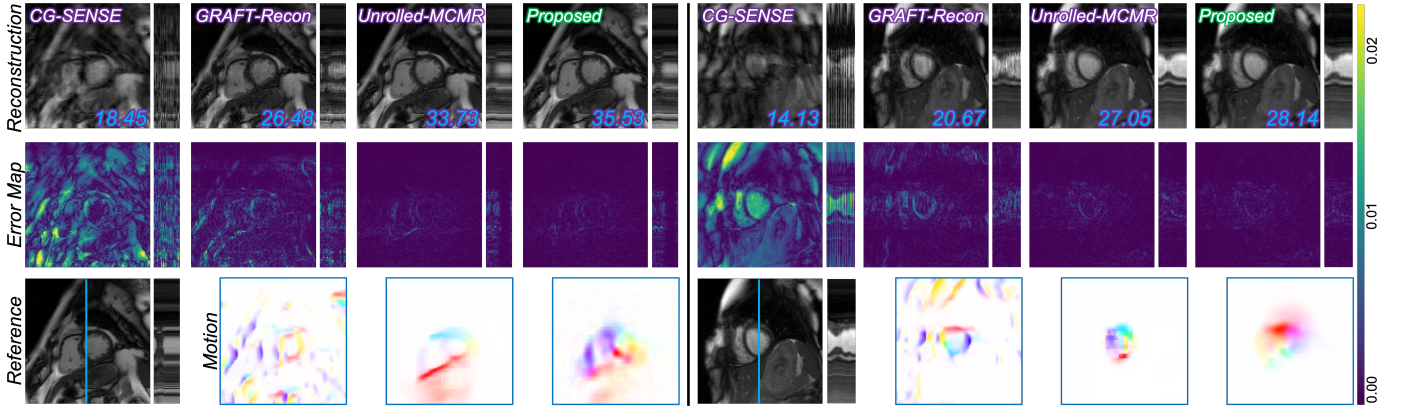 CG-SENSE GRAFT-Recon Unrolled-MCMR Proposed CG-SENSE GRAFT-Recon Unrolled-MCMR Proposed
Reconstruction
18.45 26.48 33.73 35.53 14.13 20.67 27.05 28.14
0.02
Error Map
0.01
Reference
Motion
0.00